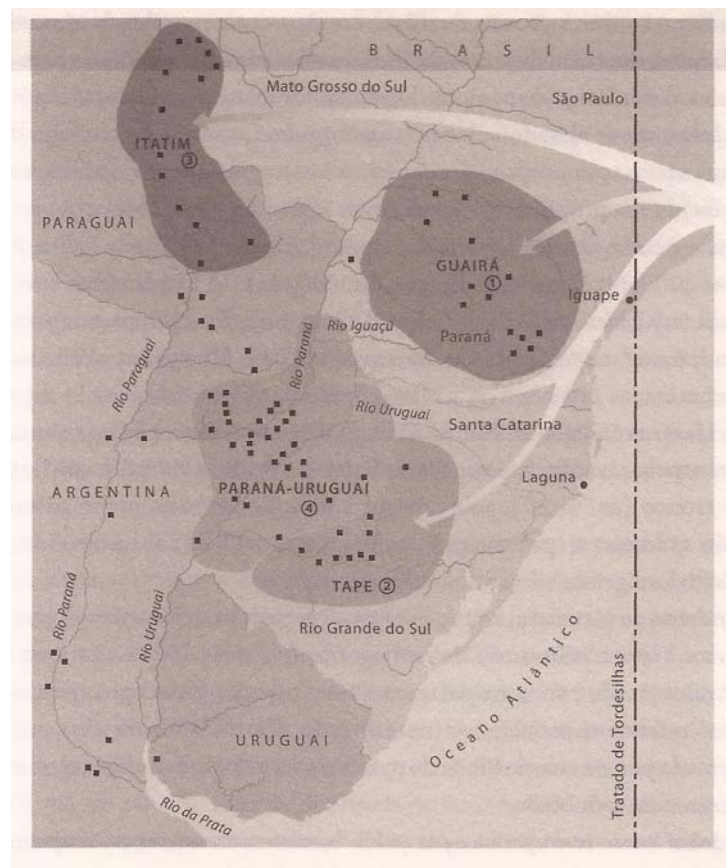 B R A S I L
Mato Grosso do Sul
São Paulo
ITATIM
③
PARAGUAI
GUAIRÁ
①
Iguape
Rio Iguaçú
Paraná
Rio Paraná
Rio Paraguai
Rio Uruguai
Santa Catarina
Laguna
PARANÁ-URUGUAI
④
ARGENTINA
TAPE ②
Rio Grande do Sul
Rio Paraná
Rio Uruguai
URUGUAI
Oceano Atlântico
Tratado de Tordesilhas
Rio da Prata